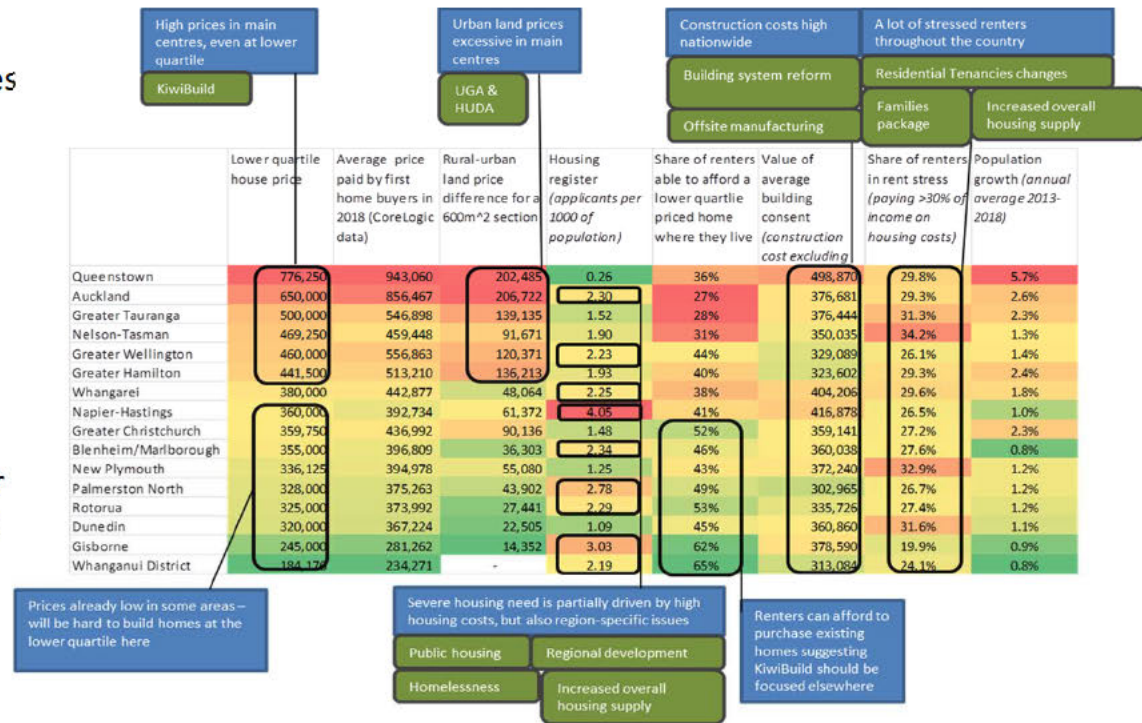 High prices in main
centres, even at lower
quartile
KiwiBuild
Urban land prices
excessive in main
centres
UGA &
HUDA
Construction costs high
nationwide
Building system reform
Offsite manufacturing
A lot of stressed renters
throughout the country
Residential Tenancies changes
Families
package
Increased overall
housing supply
Lower quartile
house price
Average price
paid by first
home buyers in
2018 (CoreLogic
data)
Rural-urban
land price
difference for a
600m^2 section
Housing
register
(applicants per
1000 of
population)
Share of renters
able to afford a
lower quartile
priced home
where they live
Value of
average
building
consent
(construction
cost excluding
Share of renters
in rent stress
(paying >30% of
income on
housing costs)
Population
growth (annual
average 2013-
2018)
Queenstown 776,250 943,060 202,485 0.26 36% 498,870 29.8% 5.7%
Auckland 650,000 856,467 206,722 2.30 27% 376,681 29.3% 2.6%
Greater Tauranga 500,000 546,898 139,135 1.52 28% 376,444 31.3% 2.3%
Nelson-Tasman 469,250 459,448 91,671 1.90 31% 350,035 34.2% 1.3%
Greater Wellington 460,000 556,863 120,371 2.23 44% 329,089 26.1% 1.4%
Greater Hamilton 441,500 513,210 136,213 1.93 40% 323,602 29.3% 2.4%
Whangarei 380,000 442,877 48,064 2.25 38% 404,206 29.6% 1.8%
Napier-Hastings 360,000 392,734 61,372 4.05 41% 416,878 26.5% 1.0%
Greater Christchurch 359,750 436,992 90,136 1.48 52% 359,141 27.2% 2.3%
Blenheim/Marlborough 355,000 396,809 36,303 2.34 46% 360,038 27.6% 0.8%
New Plymouth 336,125 394,978 55,080 1.25 43% 372,240 32.9% 1.2%
Palmerston North 328,000 375,263 43,902 2.78 49% 302,965 26.7% 1.2%
Rotorua 325,000 373,992 27,441 2.29 53% 335,726 27.4% 1.2%
Dunedin 320,000 367,224 22,505 1.09 45% 360,860 31.6% 1.1%
Gisborne 245,000 281,262 14,352 3.03 62% 378,590 19.9% 0.9%
Whanganui District 184,170 234,271 - 2.19 65% 313,084 24.1% 0.8%
Prices already low in some areas –
will be hard to build homes at the
lower quartile here
Severe housing need is partially driven by high
housing costs, but also region-specific issues
Public housing
Regional development
Homelessness
Increased overall
housing supply
Renters can afford to
purchase existing
homes suggesting
KiwiBuild should be
focused elsewhere